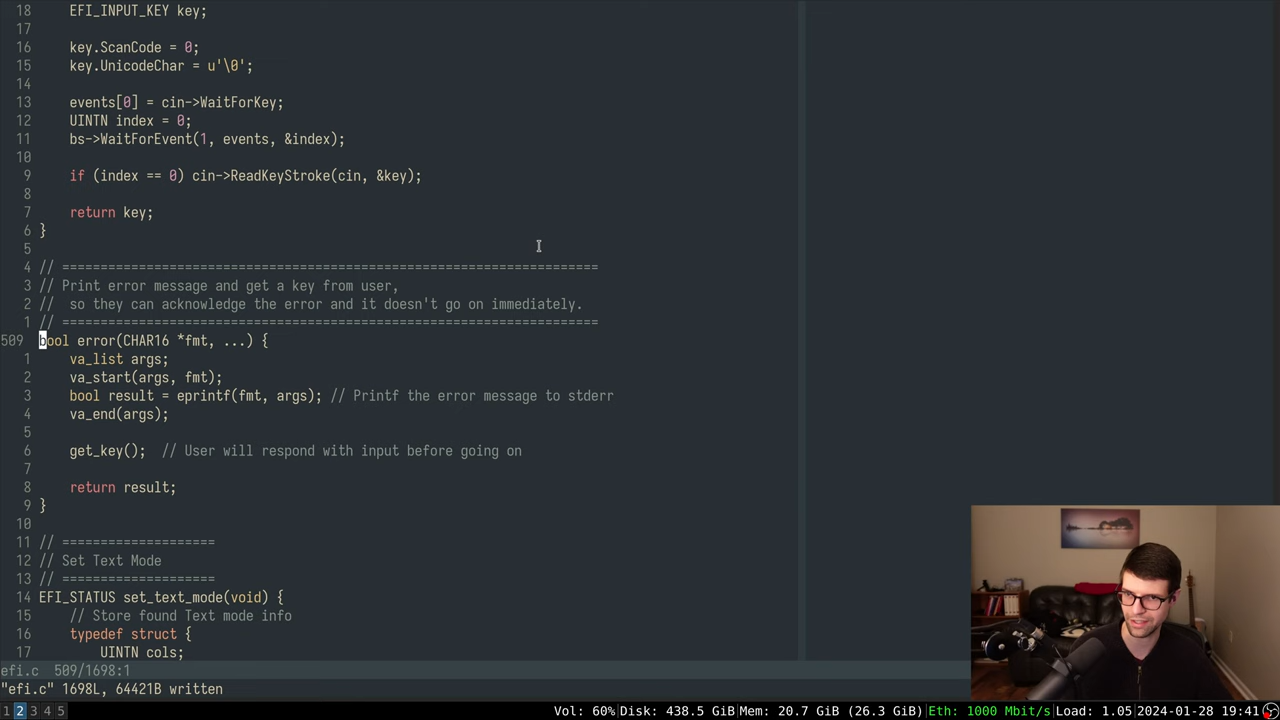 18      EFI_INPUT_KEY key;
17
16      key.ScanCode = 0;
15      key.UnicodeChar = u'\0';
14
13      events[0] = cin->WaitForKey;
12      UINTN index = 0;
11      bs->WaitForEvent(1, events, &index);
10
9      if (index == 0) cin->ReadKeyStroke(cin, &key);
8
7      return key;
6  }
5
4  // ======================================================================
3  // Print error message and get a key from user,
2  //  so they can acknowledge the error and it doesn't go on immediately.
1  // ======================================================================
509  bool error(CHAR16 *fmt, ...) {
1      va_list args;
2      va_start(args, fmt);
3      bool result = eprintf(fmt, args); // Printf the error message to stderr
4      va_end(args);
5
6      get_key();  // User will respond with input before going on
7
8      return result;
9  }
10
11  // ====================
12  // Set Text Mode
13  // ====================
14  EFI_STATUS set_text_mode(void) {
15      // Store found Text mode info
16      typedef struct {
17          UINTN cols;
efi.c  509/1698:1
"efi.c" 1698L, 64421B written
1 2 3 4 5 Vol: 60% Disk: 438.5 GiB Mem: 20.7 GiB (26.3 GiB) Eth: 1000 Mbit/s Load: 1.05 2024-01-28 19:41